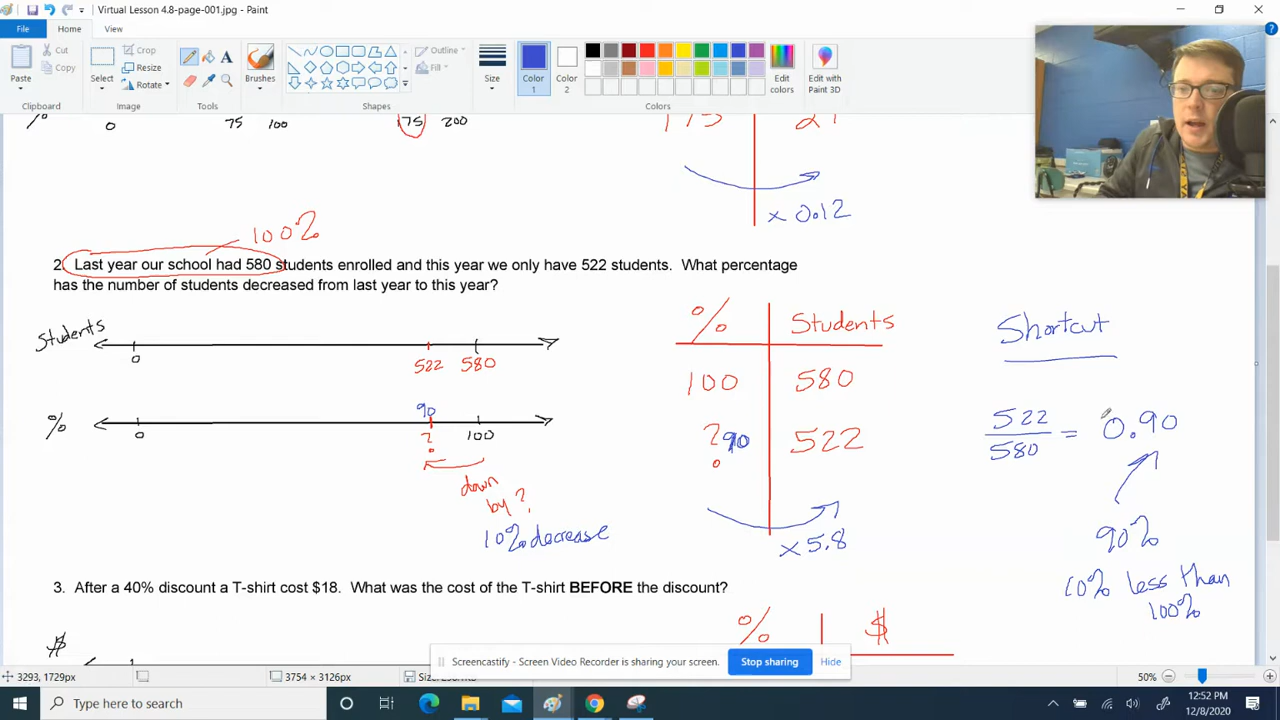 Virtual Lesson 4.8-page-001.jpg - Paint
File
Home
View
Paste
Cut
Copy
Clipboard
Select
Crop
Resize
Rotate
Image
Tools
Brushes
Shapes
Outline
Fill
Size
Color 1
Color 2
Colors
Edit colors
Edit with Paint 3D
% 0 75 100 175 200
175 21
x 0.12
100%
2. Last year our school had 580 students enrolled and this year we only have 522 students. What percentage
has the number of students decreased from last year to this year?
Students
0 522 580
90
%
0 ? 100
down
by ?
10% decrease
% Students
100 580
? 90 522
x 5.8
Shortcut
522/580 = 0.90
90%
10% less than
100%
3. After a 40% discount a T-shirt cost $18. What was the cost of the T-shirt BEFORE the discount?
$
% $
Screencastify - Screen Video Recorder is sharing your screen.
Stop sharing
Hide
3293, 1729px
3754 × 3126px
50%
Type here to search
12:52 PM
12/8/2020